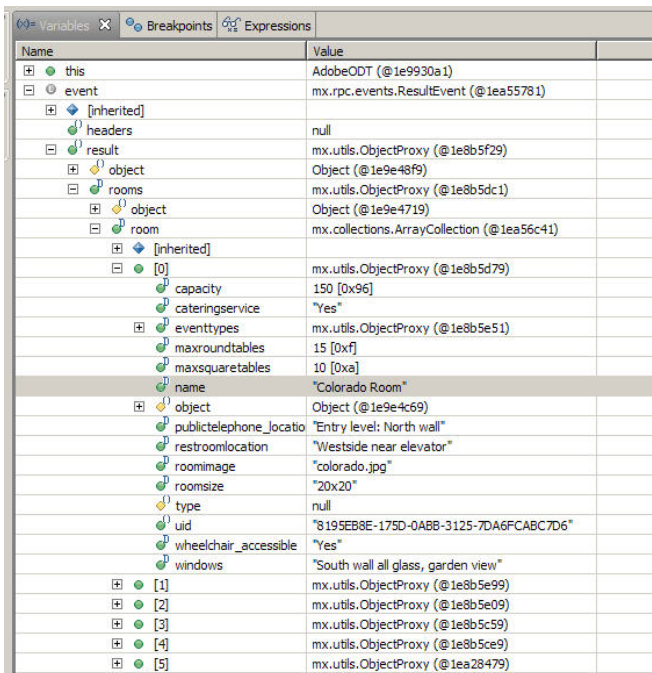 (x)= Variables Breakpoints Expressions
Name Value
this AdobeODT (@1e9930a1)
event mx.rpc.events.ResultEvent (@1ea55781)
[inherited]
headers null
result mx.utils.ObjectProxy (@1e8b5f29)
object Object (@1e9e48f9)
rooms mx.utils.ObjectProxy (@1e8b5dc1)
object Object (@1e9e4719)
room mx.collections.ArrayCollection (@1ea56c41)
[inherited]
[0] mx.utils.ObjectProxy (@1e8b5d79)
capacity 150 [0x96]
cateringservice "Yes"
eventtypes mx.utils.ObjectProxy (@1e8b5e51)
maxroundtables 15 [0xf]
maxsquaretables 10 [0xa]
name "Colorado Room"
object Object (@1e9e4c69)
publictelephone_locatio "Entry level: North wall"
restroomlocation "Westside near elevator"
roomimage "colorado.jpg"
roomsize "20x20"
type null
uid "8195EB8E-175D-0ABB-3125-7DA6FCABC7D6"
wheelchair_accessible "Yes"
windows "South wall all glass, garden view"
[1] mx.utils.ObjectProxy (@1e8b5e99)
[2] mx.utils.ObjectProxy (@1e8b5e09)
[3] mx.utils.ObjectProxy (@1e8b5c59)
[4] mx.utils.ObjectProxy (@1e8b5ce9)
[5] mx.utils.ObjectProxy (@1ea28479)